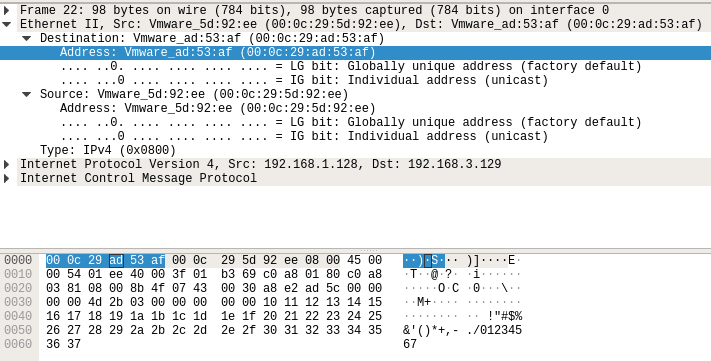 Frame 22: 98 bytes on wire (784 bits), 98 bytes captured (784 bits) on interface 0
Ethernet II, Src: Vmware_5d:92:ee (00:0c:29:5d:92:ee), Dst: Vmware_ad:53:af (00:0c:29:ad:53:af)
Destination: Vmware_ad:53:af (00:0c:29:ad:53:af)
Address: Vmware_ad:53:af (00:0c:29:ad:53:af)
.... ..0. .... .... .... .... = LG bit: Globally unique address (factory default)
.... ...0 .... .... .... .... = IG bit: Individual address (unicast)
Source: Vmware_5d:92:ee (00:0c:29:5d:92:ee)
Address: Vmware_5d:92:ee (00:0c:29:5d:92:ee)
.... ..0. .... .... .... .... = LG bit: Globally unique address (factory default)
.... ...0 .... .... .... .... = IG bit: Individual address (unicast)
Type: IPv4 (0x0800)
Internet Protocol Version 4, Src: 192.168.1.128, Dst: 192.168.3.129
Internet Control Message Protocol
0000 00 0c 29 ad 53 af 00 0c 29 5d 92 ee 08 00 45 00 ··)·S··· )]····E·
0010 00 54 01 ee 40 00 3f 01 b3 69 c0 a8 01 80 c0 a8 ·T··@·?· ·i······
0020 03 81 08 00 8b 4f 07 43 00 30 a8 e2 ad 5c 00 00 ·····O·C ·0···\··
0030 00 00 4d 2b 03 00 00 00 00 00 10 11 12 13 14 15 ··M+···· ········
0040 16 17 18 19 1a 1b 1c 1d 1e 1f 20 21 22 23 24 25 ········ ·· !"#$%
0050 26 27 28 29 2a 2b 2c 2d 2e 2f 30 31 32 33 34 35 &'()*+,- ./012345
0060 36 37 67